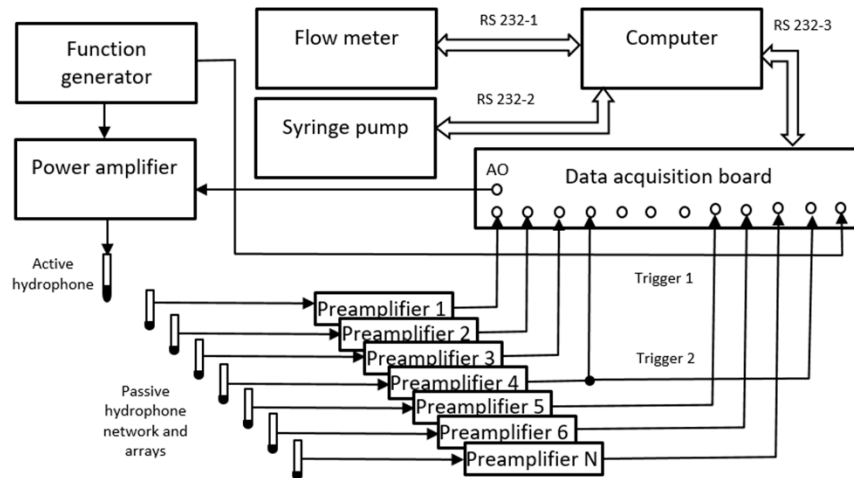 Function
generator
Flow meter
RS 232-1
Computer
RS 232-3
Syringe pump
RS 232-2
Power amplifier
AO
Data acquisition board
Active
hydrophone
Trigger 1
Preamplifier 1
Preamplifier 2
Preamplifier 3
Trigger 2
Preamplifier 4
Passive
hydrophone
network and
arrays
Preamplifier 5
Preamplifier 6
Preamplifier N